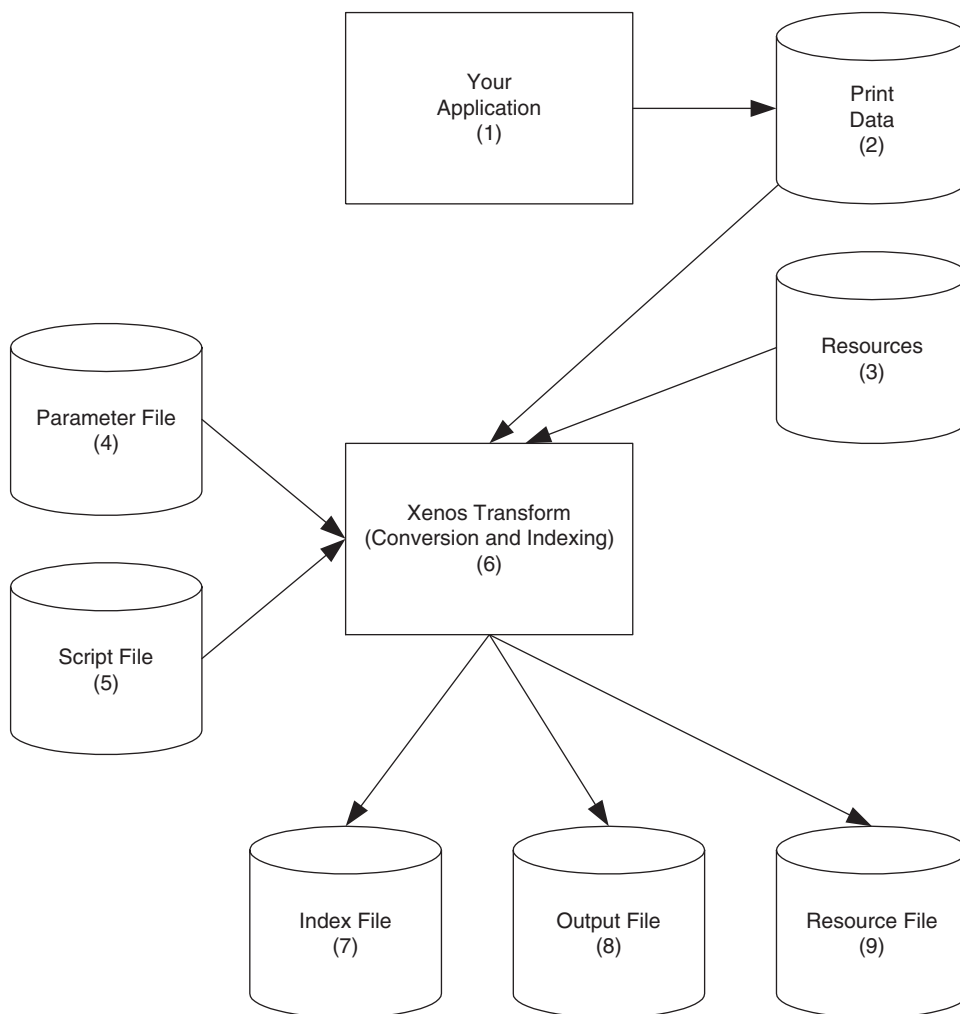 Your
Application
(1)
Print
Data
(2)
Resources
(3)
Parameter File
(4)
Xenos Transform
(Conversion and Indexing)
(6)
Script File
(5)
Index File
(7)
Output File
(8)
Resource File
(9)